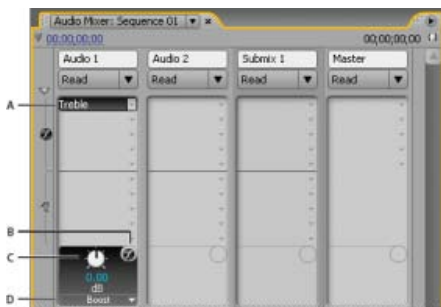 Audio Mixer: Sequence 01
00;00;00;00 00;00;00;00
Audio 1 Audio 2 Submix 1 Master
Read Read Read Read
A Treble
B
C
0.00
dB
D Boost